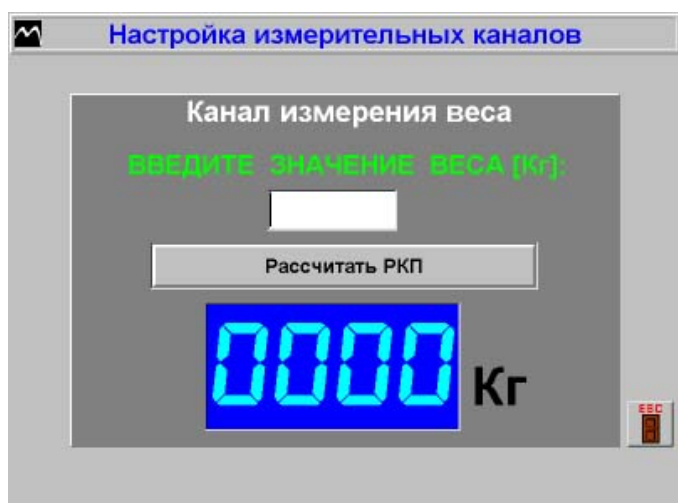 Настройка измерительных каналов
Канал измерения веса
ВВЕДИТЕ ЗНАЧЕНИЕ ВЕСА [Кг]:
Рассчитать РКП
0000 Кг
ESC